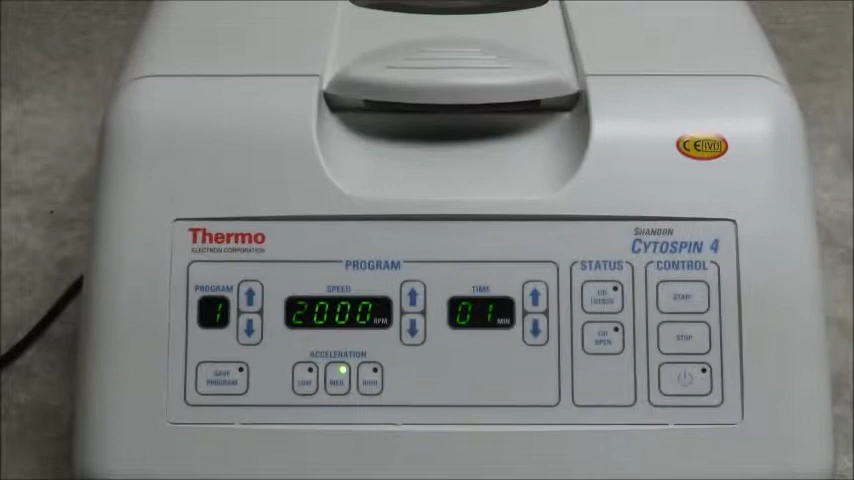 CE IVD
Thermo
ELECTRON CORPORATION
SHANDON
CYTOSPIN 4
PROGRAM
STATUS
CONTROL
PROGRAM
SPEED
TIME
1
2000 RPM
01 MIN
LID
LOCKED
START
LID
OPEN
STOP
ACCELERATION
SAVE
PROGRAM
LOW
MED
HIGH